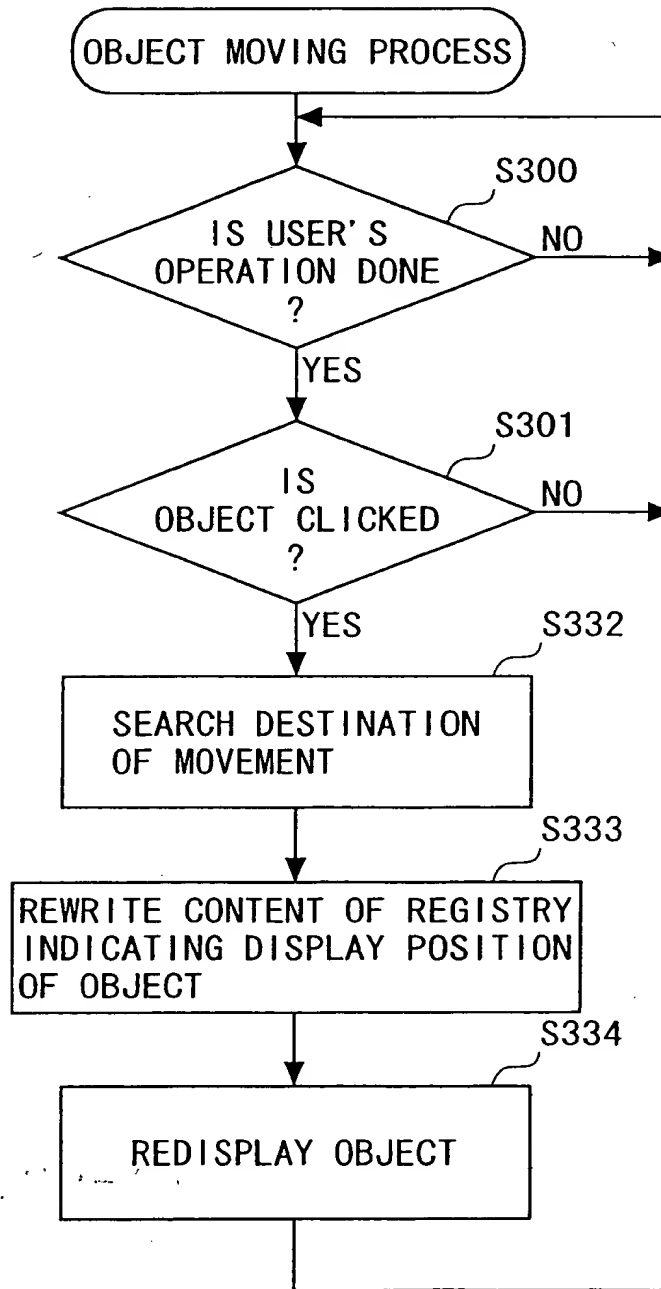 OBJECT MOVING PROCESS
S300
IS USER'S
OPERATION DONE
?
NO
YES
S301
IS
OBJECT CLICKED
?
NO
YES
S332
SEARCH DESTINATION
OF MOVEMENT
S333
REWRITE CONTENT OF REGISTRY
INDICATING DISPLAY POSITION
OF OBJECT
S334
REDISPLAY OBJECT